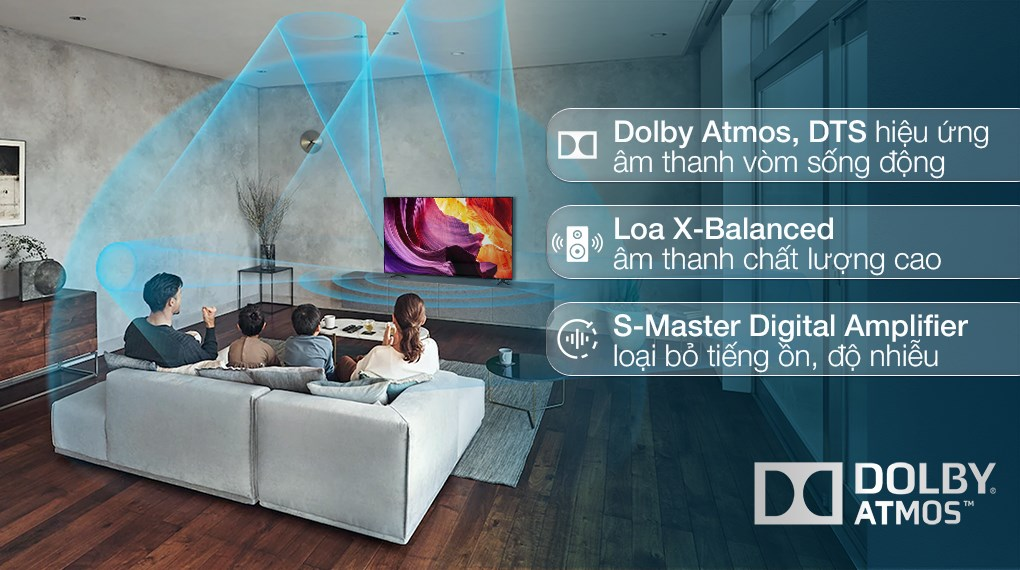 Dolby Atmos, DTS hiệu ứng
âm thanh vòm sống động
Loa X-Balanced
âm thanh chất lượng cao
S-Master Digital Amplifier
loại bỏ tiếng ồn, độ nhiễu
DOLBY®
ATMOS™